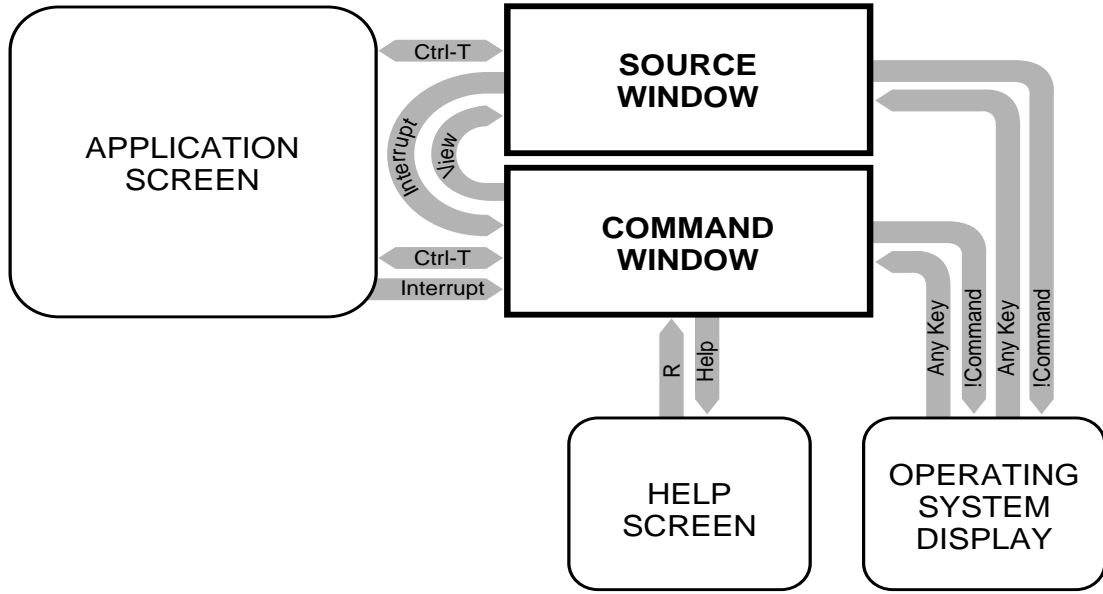 Ctrl-T
SOURCE
WINDOW
APPLICATION
SCREEN
Interrupt
View
COMMAND
WINDOW
Ctrl-T
Interrupt
R
Help
Any Key
!Command
Any Key
!Command
HELP
SCREEN
OPERATING
SYSTEM
DISPLAY